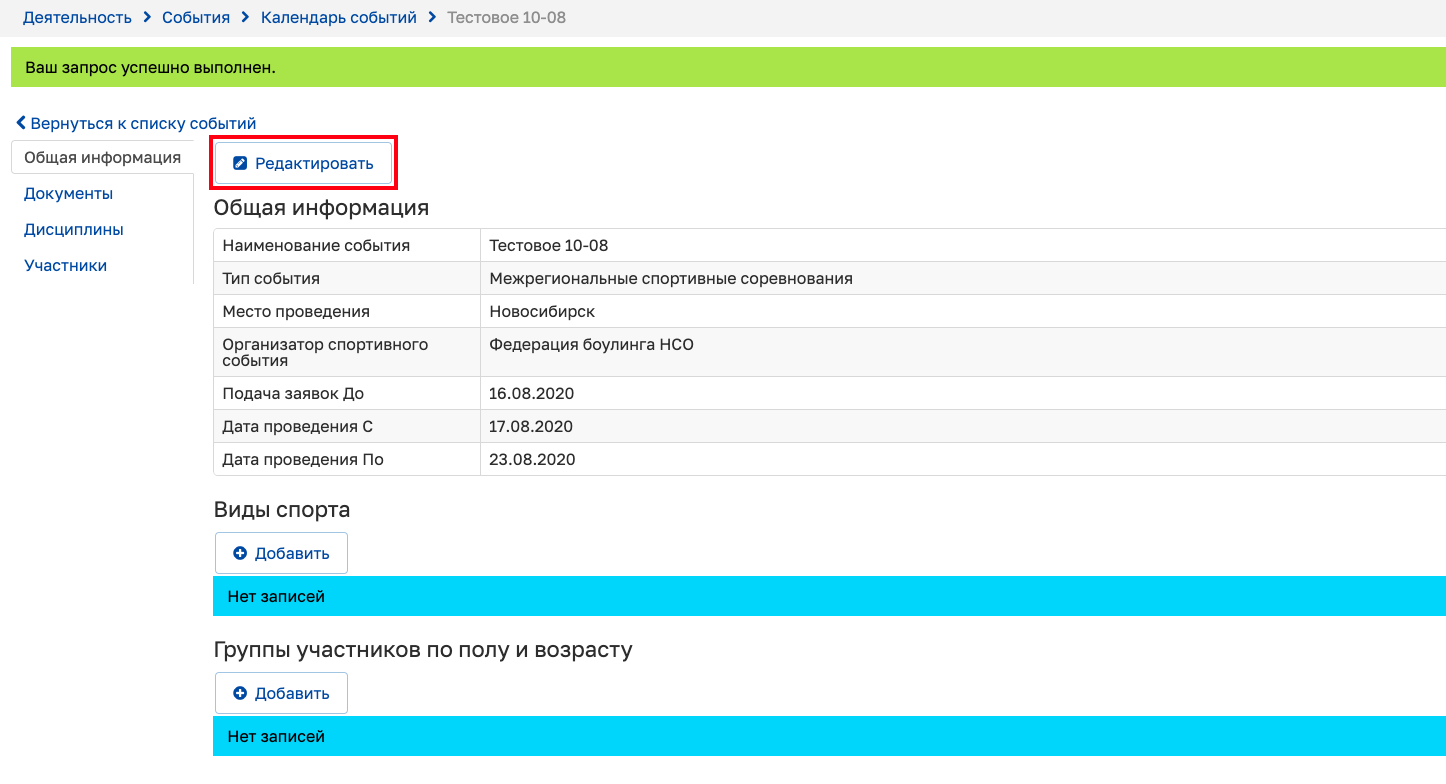 Деятельность > События > Календарь событий > Тестовое 10-08
Ваш запрос успешно выполнен.
Вернуться к списку событий
Общая информация
Документы
Дисциплины
Участники
Редактировать
Общая информация
Наименование события Тестовое 10-08
Тип события Межрегиональные спортивные соревнования
Место проведения Новосибирск
Организатор спортивного Федерация боулинга НСО
события
Подача заявок До 16.08.2020
Дата проведения С 17.08.2020
Дата проведения По 23.08.2020
Виды спорта
Добавить
Нет записей
Группы участников по полу и возрасту
Добавить
Нет записей